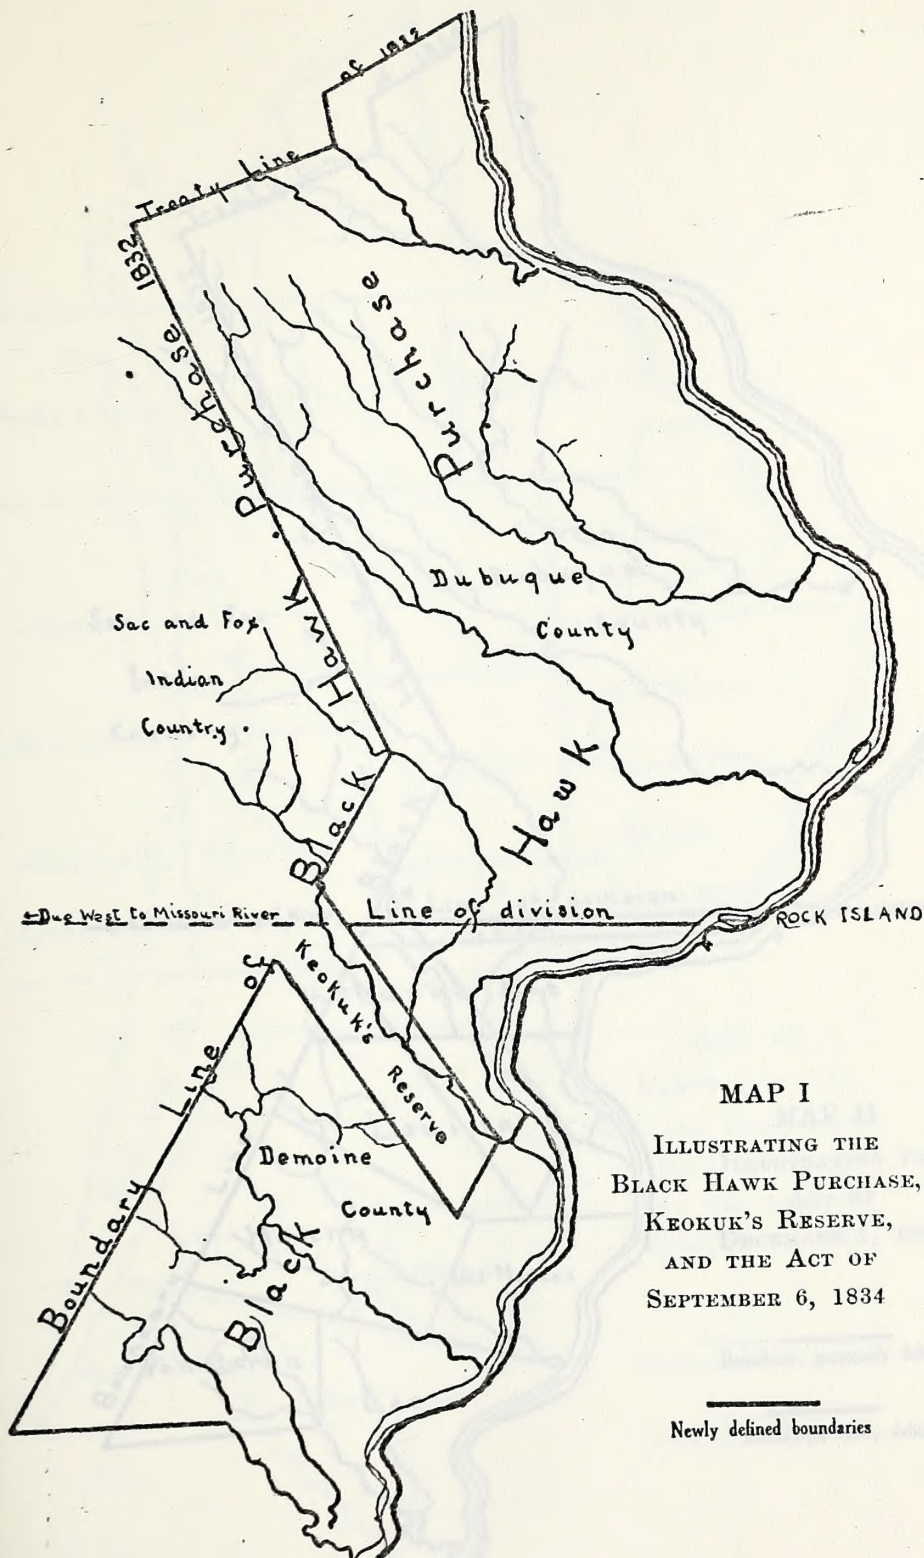 Treaty Line of 1832
Boundary Line of Black Hawk Purchase 1832
Black Hawk Purchase
Dubuque
County
Sac and Fox
Indian
Country
←Due West to Missouri River
Line of division
ROCK ISLAND
Keokuk's
Reserve
Demoine
County
MAP I
ILLUSTRATING THE
BLACK HAWK PURCHASE,
KEOKUK'S RESERVE,
AND THE ACT OF
SEPTEMBER 6, 1834
Newly defined boundaries